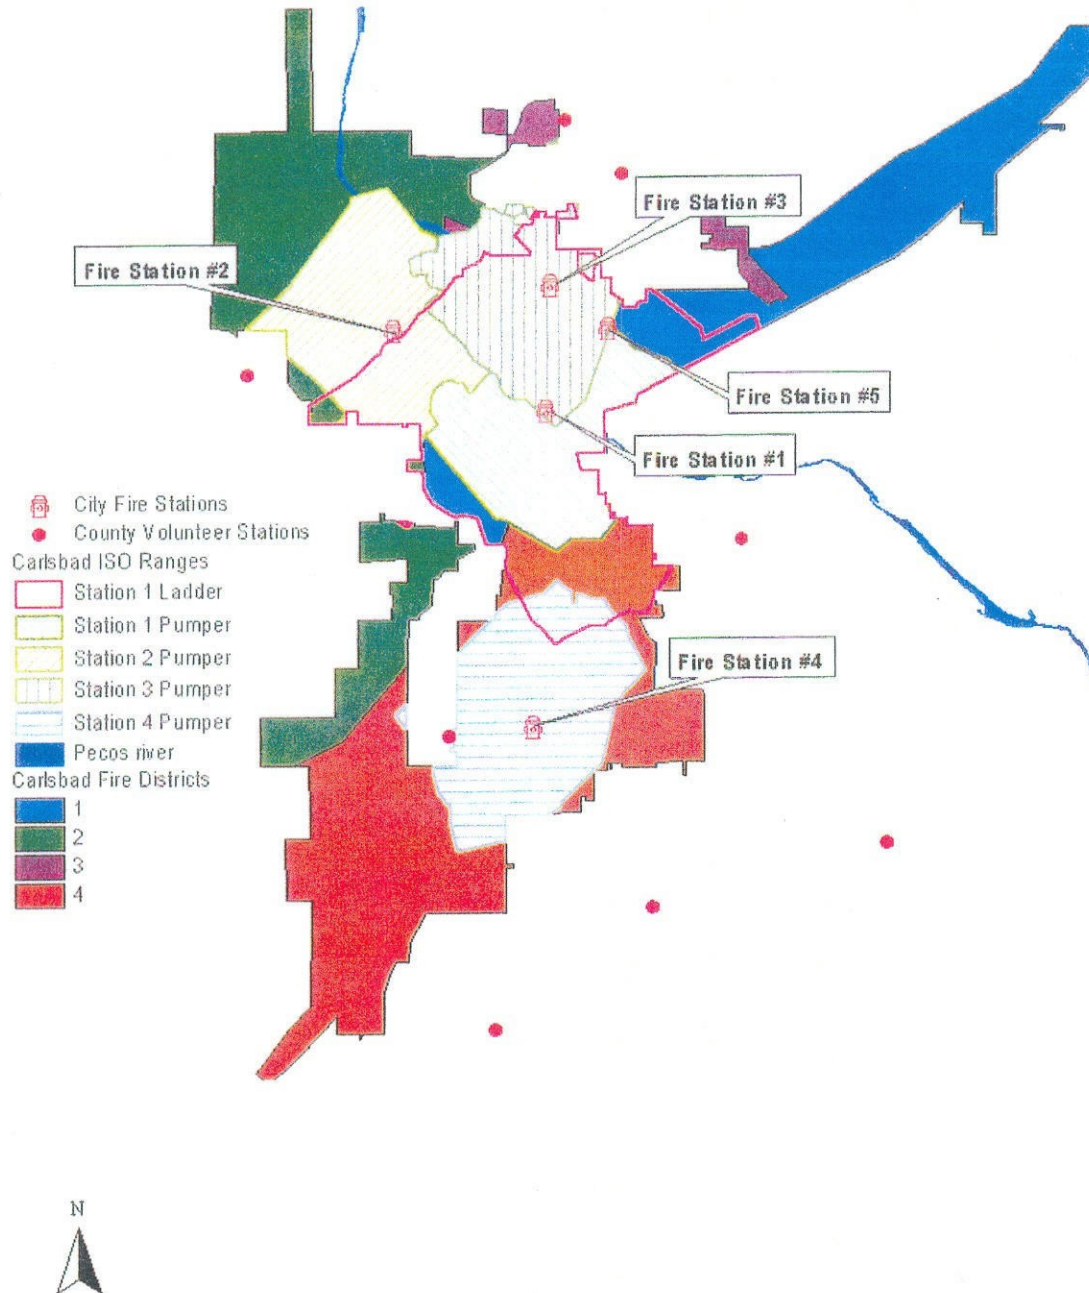 Fire Station #3
Fire Station #2
Fire Station #5
Fire Station #1
City Fire Stations
County Volunteer Stations
Carlsbad ISO Ranges
Station 1 Ladder
Station 1 Pumper
Station 2 Pumper
Station 3 Pumper
Station 4 Pumper
Pecos river
Carlsbad Fire Districts
1
2
3
4
Fire Station #4
N